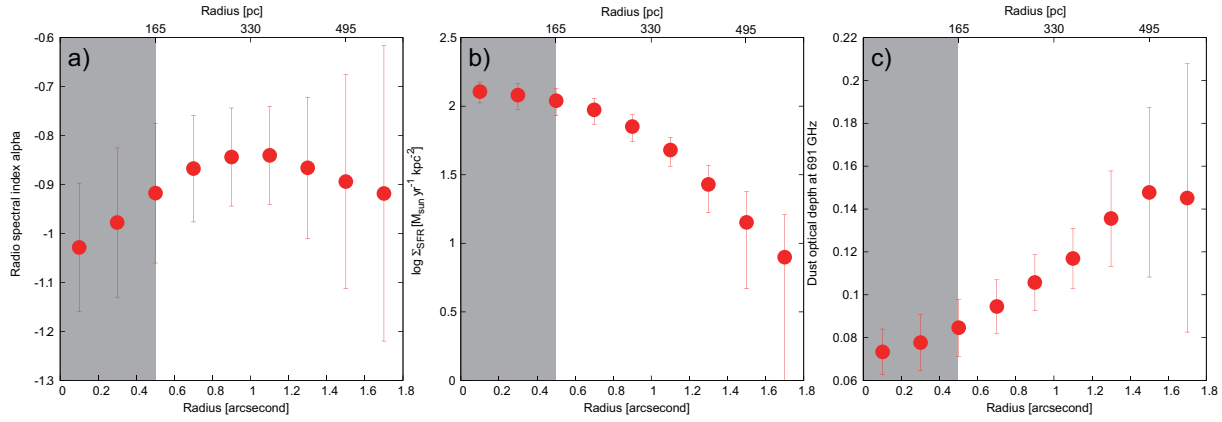 Radius [pc]
165 330 495
-0.6
-0.7
-0.8
-0.9
-1
-1.1
-1.2
-1.3
Radio spectral index alpha
a)
0 0.2 0.4 0.6 0.8 1 1.2 1.4 1.6 1.8
Radius [arcsecond]
Radius [pc]
165 330 495
2.5
2
1.5
1
0.5
0
log Σ_SFR [M_sun yr^-1 kpc^-2]
b)
0 0.2 0.4 0.6 0.8 1 1.2 1.4 1.6 1.8
Radius [arcsecond]
Radius [pc]
165 330 495
0.22
0.2
0.18
0.16
0.14
0.12
0.1
0.08
0.06
Dust optical depth at 691 GHz
c)
0 0.2 0.4 0.6 0.8 1 1.2 1.4 1.6 1.8
Radius [arcsecond]